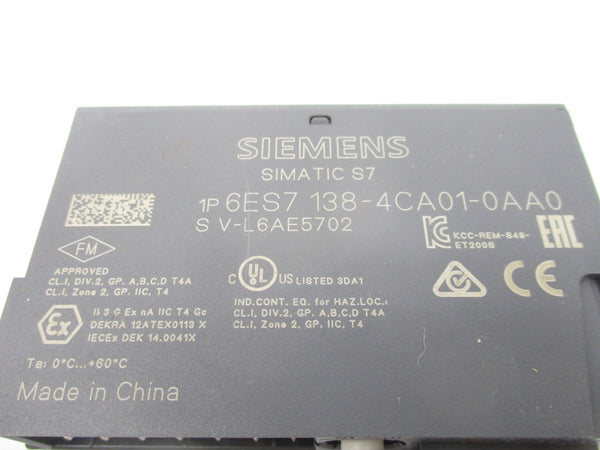 SIEMENS
SIMATIC S7
1P 6ES7 138-4CA01-0AA0
S V-L6AE5702
KCC-REM-S49-
ET200S
EAC
FM
APPROVED
CL.I, DIV.2, GP. A,B,C,D T4A
CL.I, Zone 2, GP. IIC, T4
C UL US LISTED 3DA1
IND.CONT. EQ. for HAZ.LOC.:
CL.I, DIV.2, GP. A,B,C,D T4A
CL.I, Zone 2, GP. IIC, T4
CE
Ex
II 3 G Ex nA IIC T4 Gc
DEKRA 12ATEX0113 X
IECEx DEK 14.0041X
Ta: 0°C...+60°C
Made in China